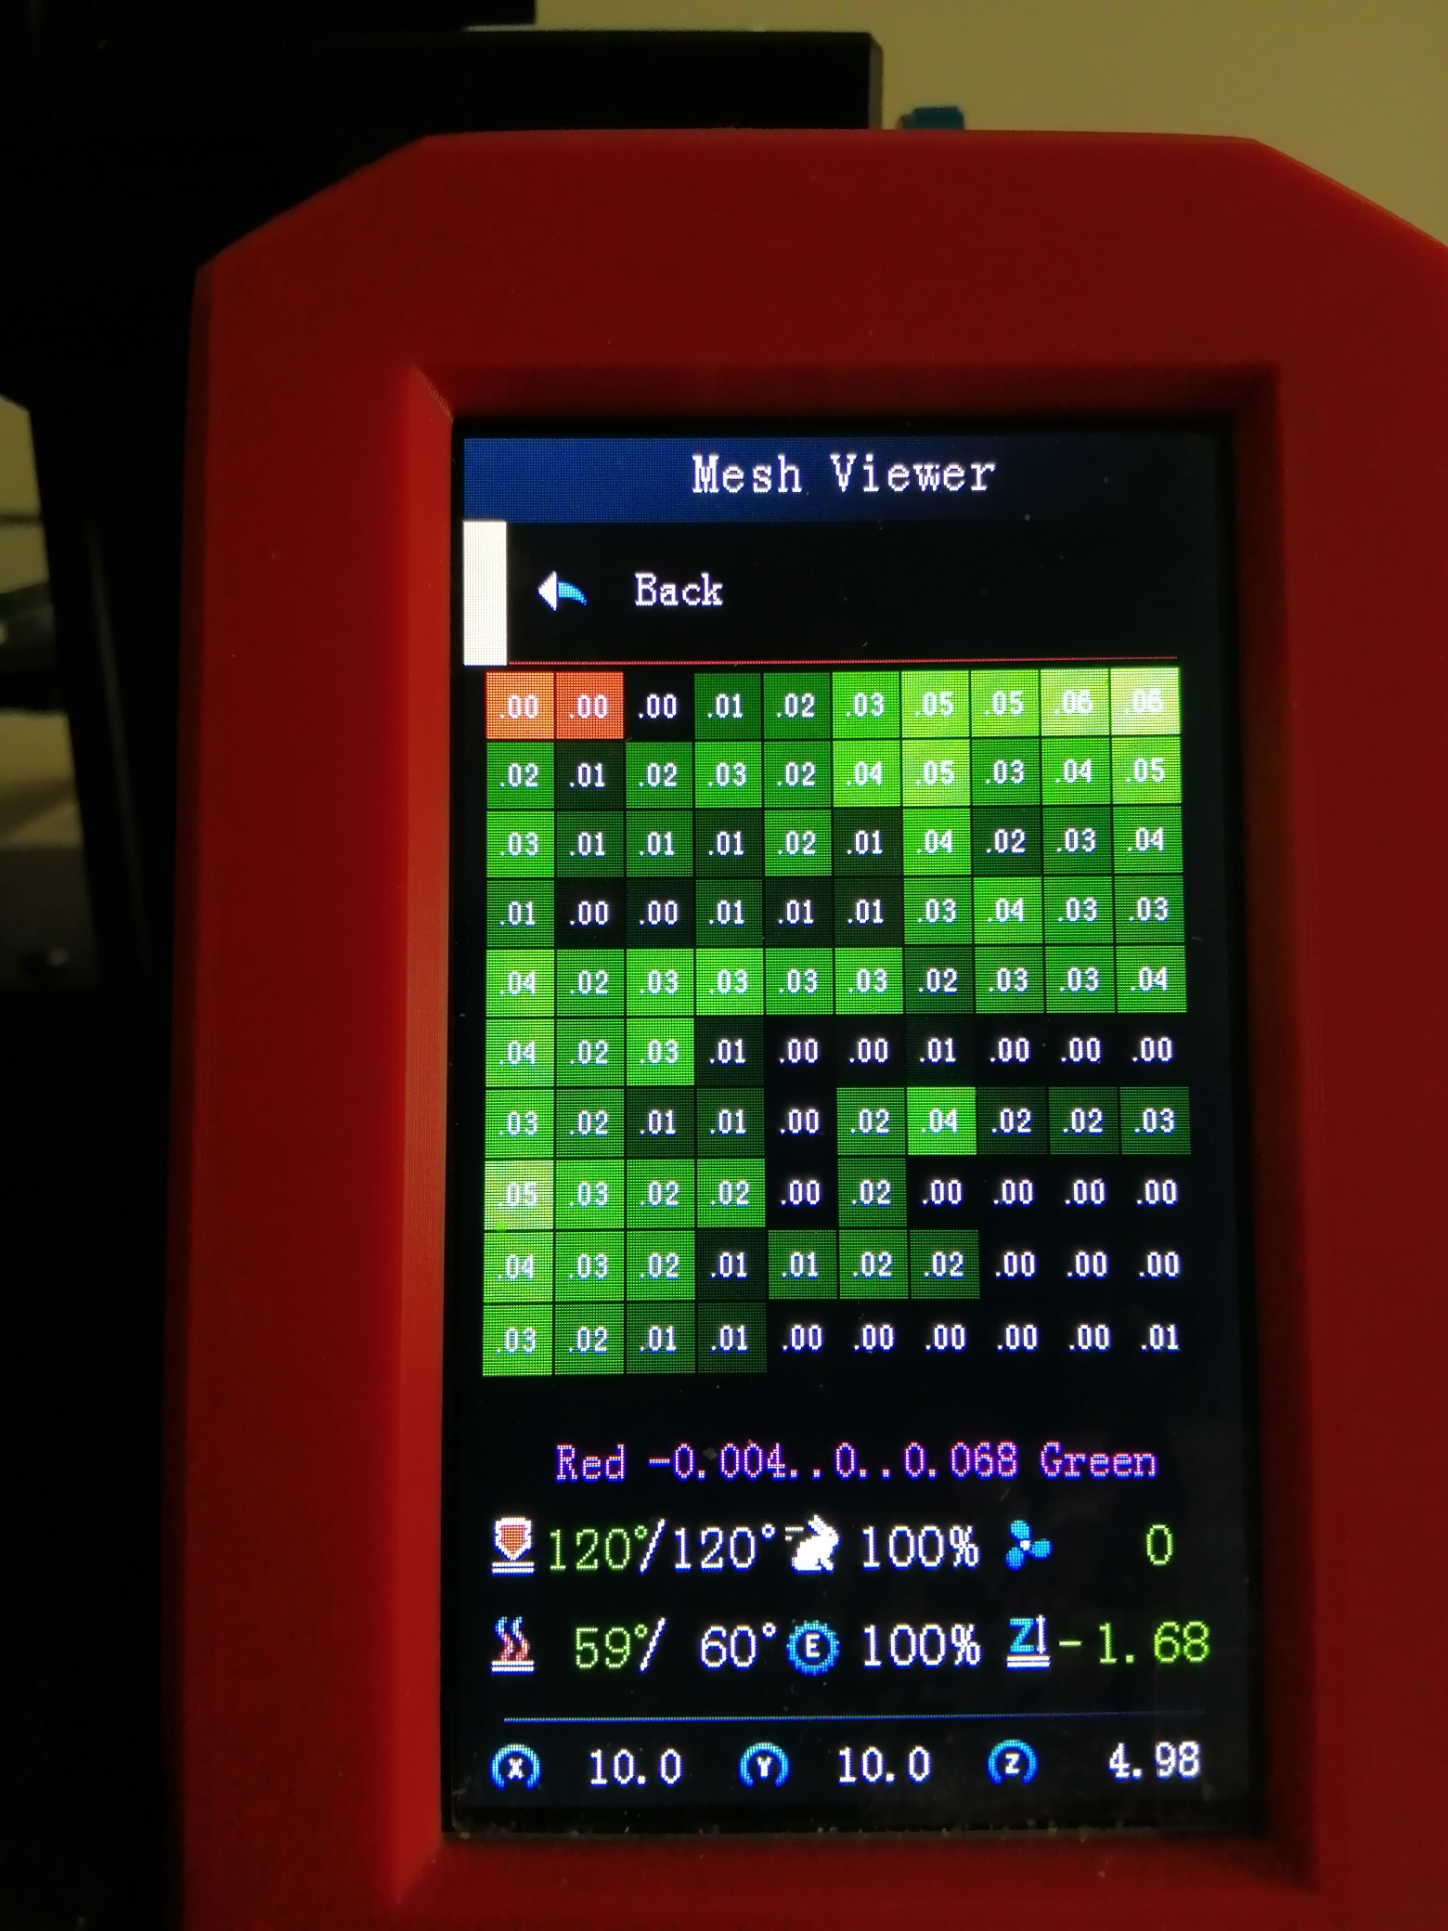 Mesh Viewer
Back
.00 .00 .00 .01 .02 .03 .05 .05 .06 .06
.02 .01 .02 .03 .02 .04 .05 .03 .04 .05
.03 .01 .01 .01 .02 .01 .04 .02 .03 .04
.01 .00 .00 .01 .01 .01 .03 .04 .03 .03
.04 .02 .03 .03 .03 .03 .02 .03 .03 .04
.04 .02 .03 .01 .00 .00 .01 .00 .00 .00
.03 .02 .01 .01 .00 .02 .04 .02 .02 .03
.05 .03 .02 .02 .00 .02 .00 .00 .00 .00
.04 .03 .02 .01 .01 .02 .02 .00 .00 .00
.03 .02 .01 .01 .00 .00 .00 .00 .00 .01
Red -0.004..0..0.068 Green
120°/120° 100% 0
59°/ 60° E 100% Z -1.68
X 10.0 Y 10.0 Z 4.98